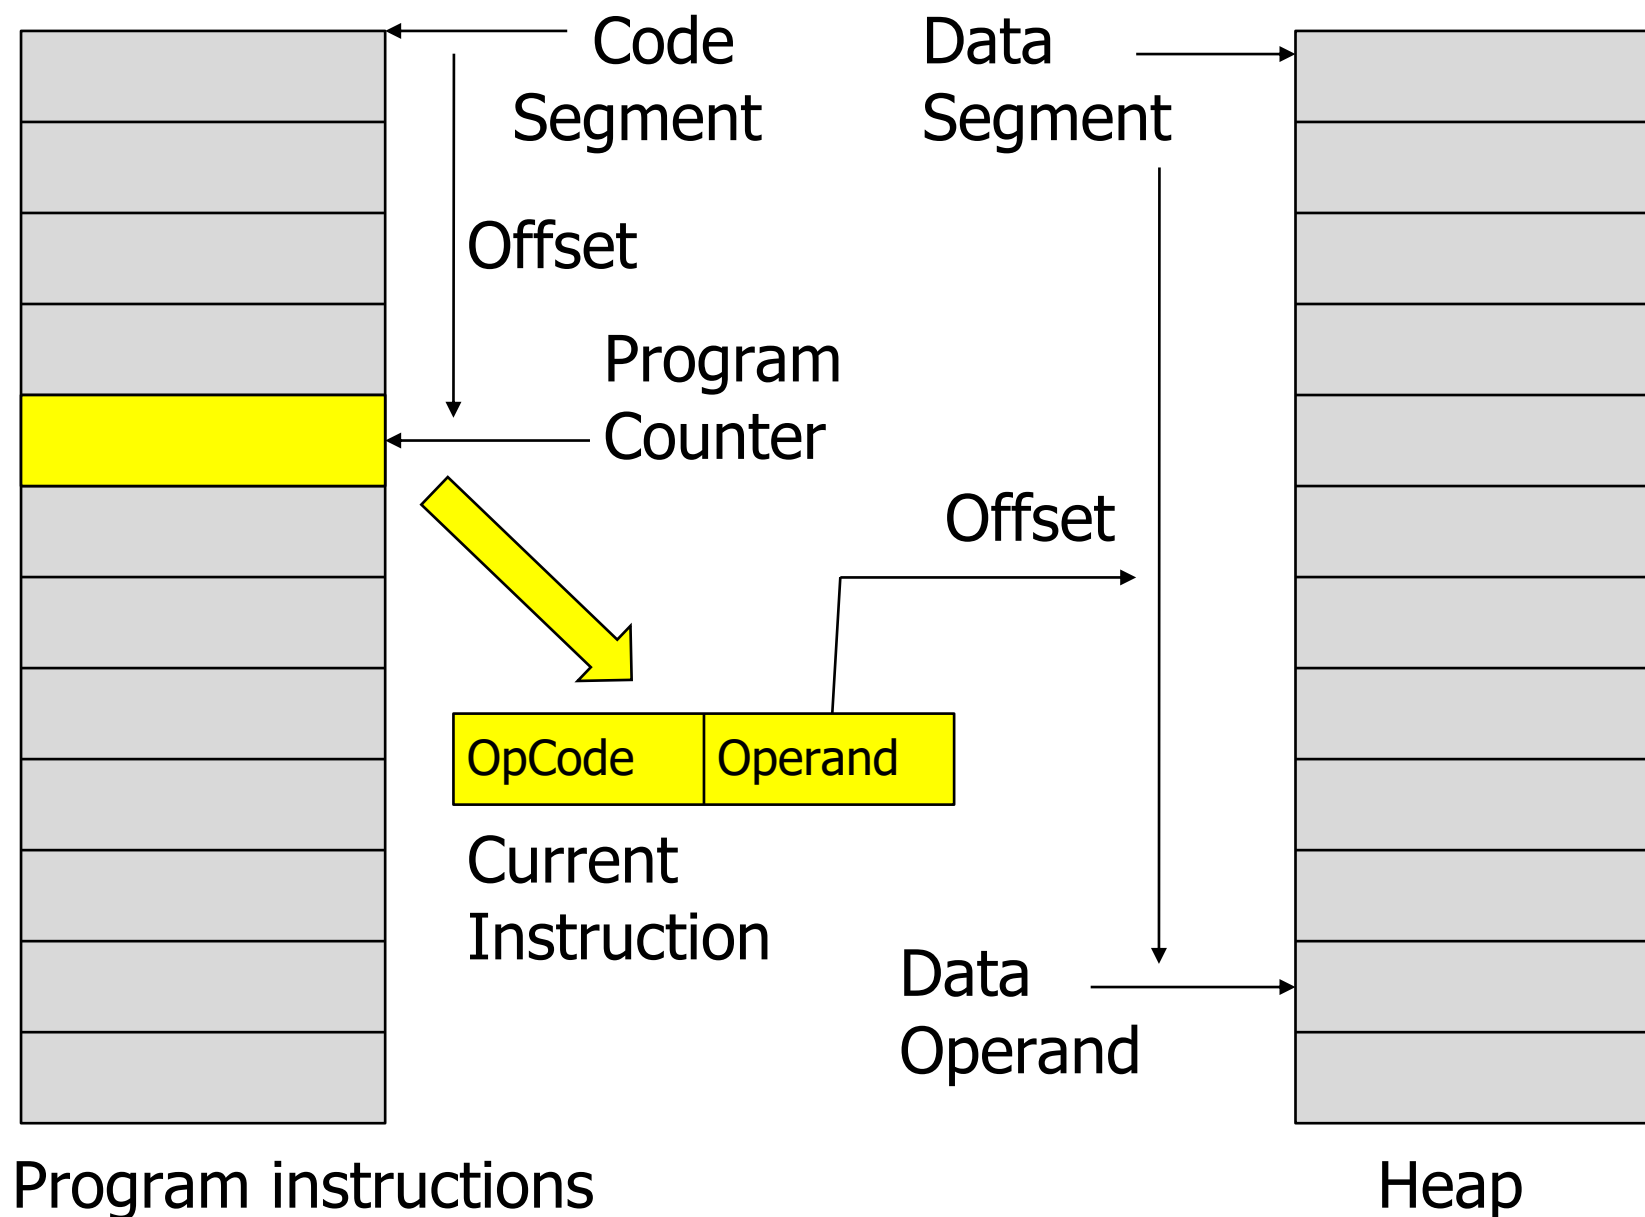 Code
Segment
Data
Segment
Offset
Program
Counter
Offset
OpCode
Operand
Current
Instruction
Data
Operand
Program instructions
Heap